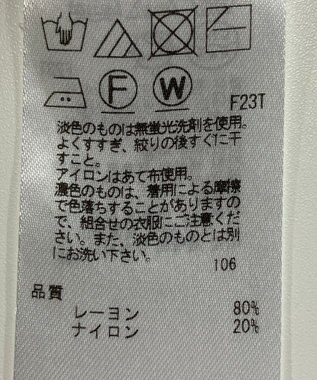 F W F23T
淡色のものは無蛍光洗剤を使用。
よくすすぎ、絞りの後すぐに干
すこと。
アイロンはあて布使用。
濃色のものは、着用による摩擦
で色落ちすることがありますの
で、組合せの衣服にご注意くだ
さい。また、淡色のものとは別
にお洗い下さい。
106
品質
レーヨン 80%
ナイロン 20%